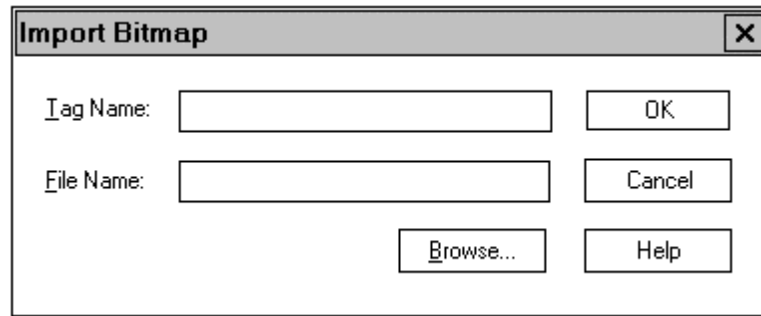 Import Bitmap
Tag Name:
OK
File Name:
Cancel
Browse...
Help